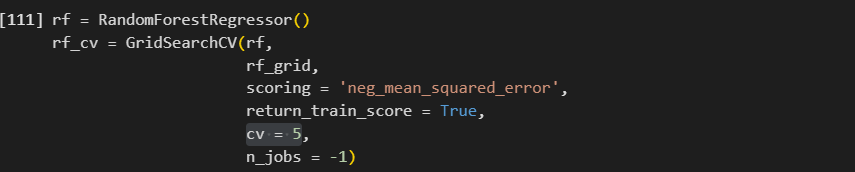 [111] rf = RandomForestRegressor()
rf_cv = GridSearchCV(rf,
rf_grid,
scoring = 'neg_mean_squared_error',
return_train_score = True,
cv = 5,
n_jobs = -1)